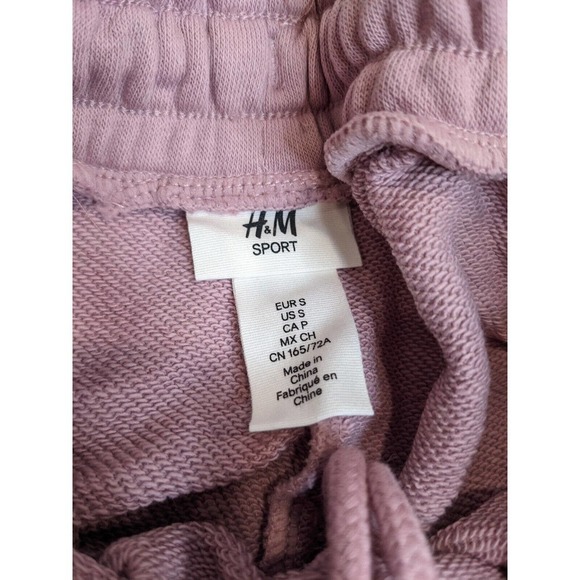 H&M
SPORT
EUR S
US S
CA P
MX CH
CN 165/72A
Made in
China
Fabriqué en
Chine